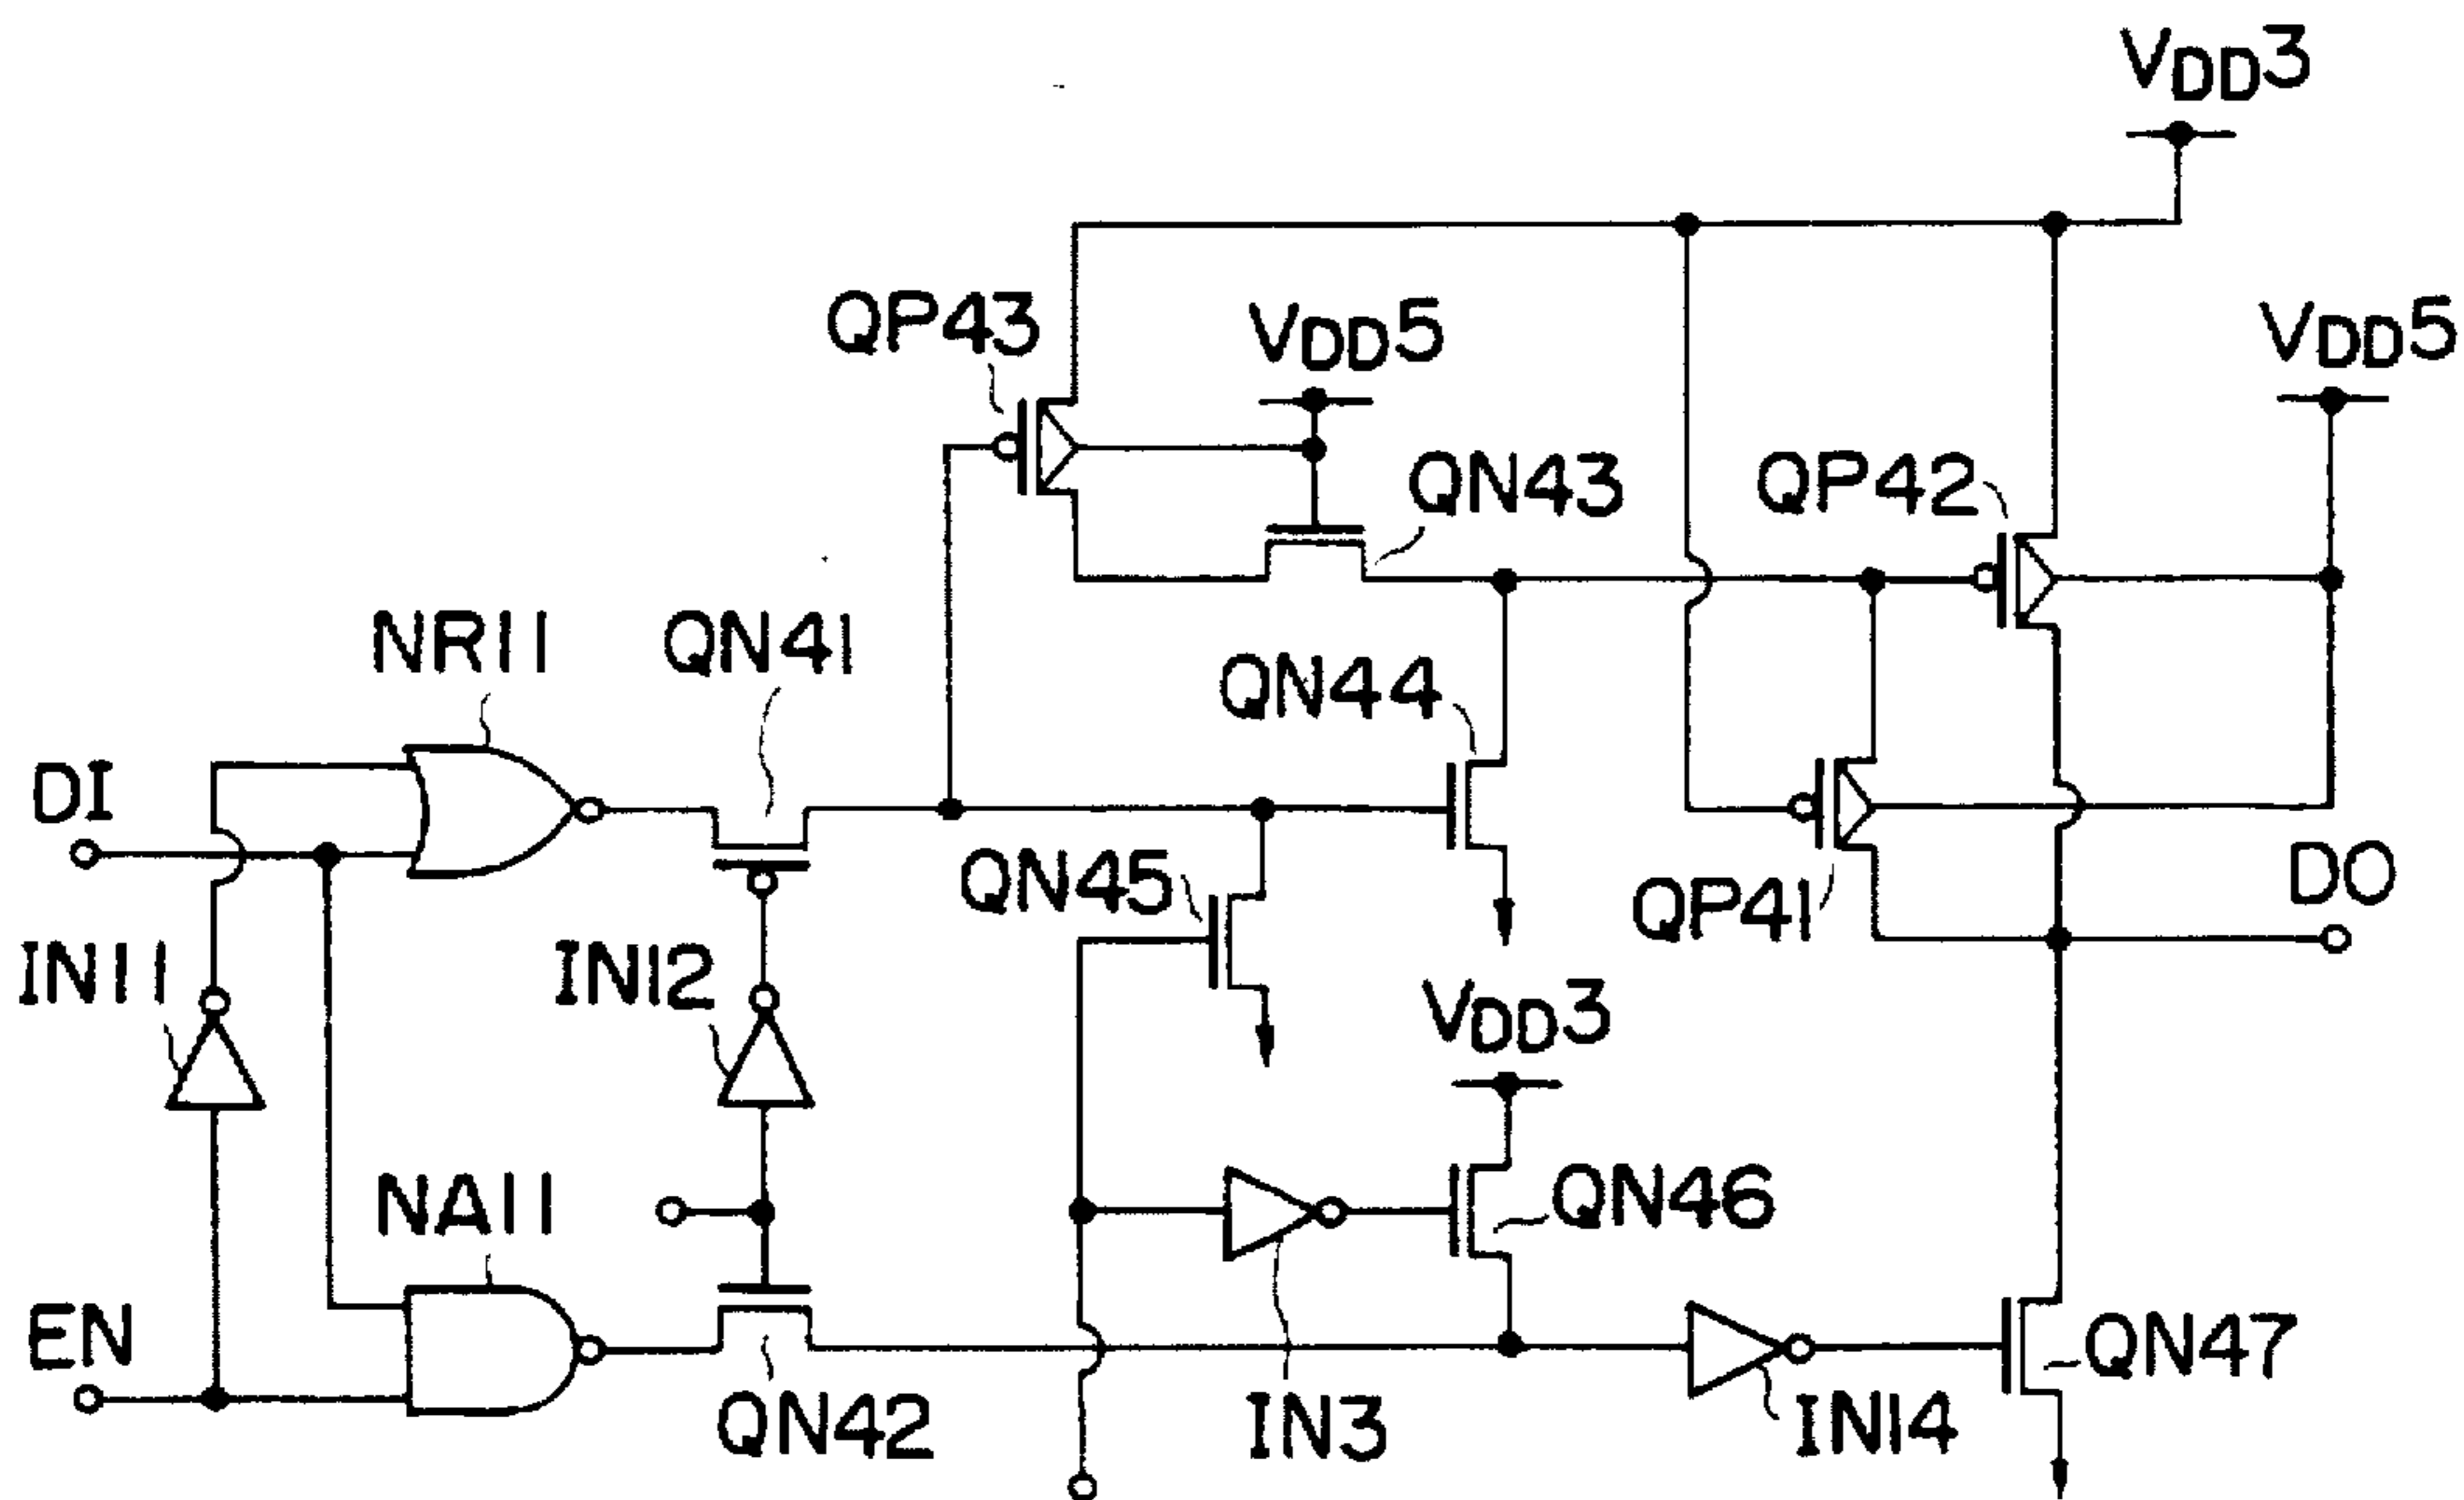 VDD3
QP43
VDD5
VDD5
QN43
QP42
NR11
QN41
QN44
DI
QN45
QP41
DO
IN11
IN12
VDD3
NA11
QN46
EN
QN47
QN42
IN3
IN14